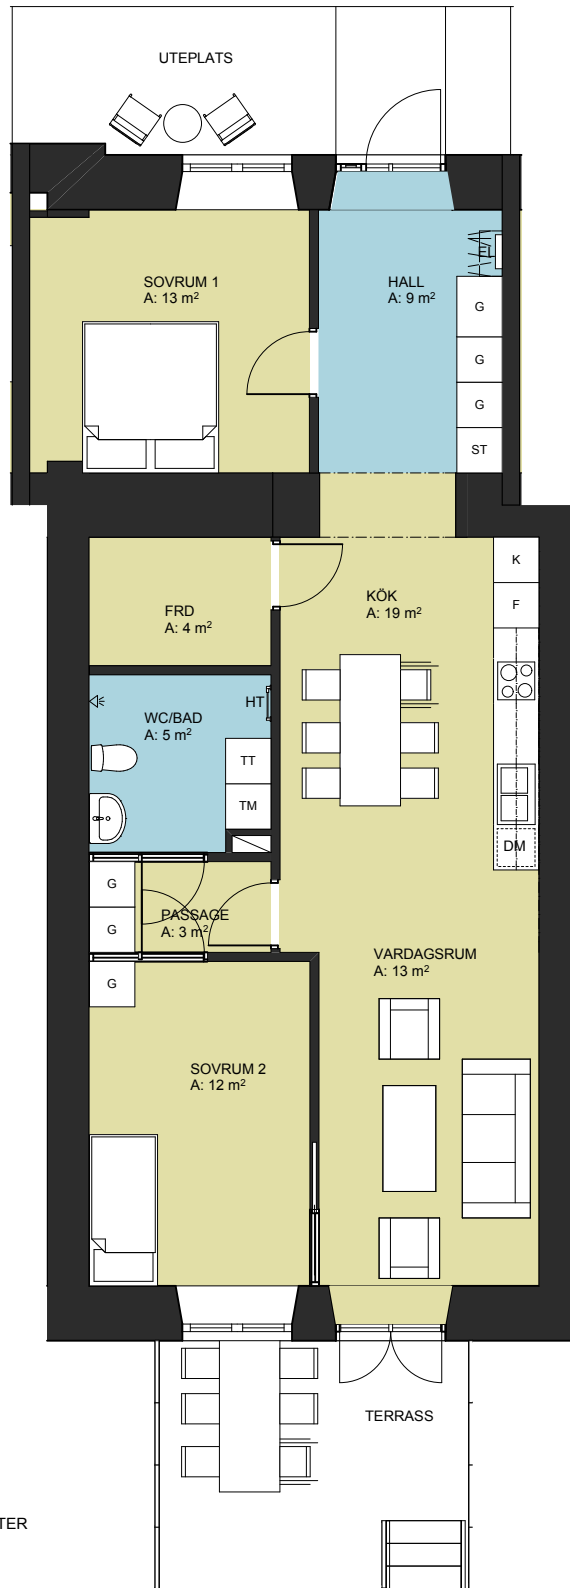 UTEPLATS
SOVRUM 1
A: 13 m²
HALL
A: 9 m²
EL
G
G
G
ST
K
F
KÖK
A: 19 m²
FRD
A: 4 m²
HT
WC/BAD
A: 5 m²
TT
TM
DM
G
G
PASSAGE
A: 3 m²
VARDAGSRUM
A: 13 m²
G
SOVRUM 2
A: 12 m²
TERRASS
TER